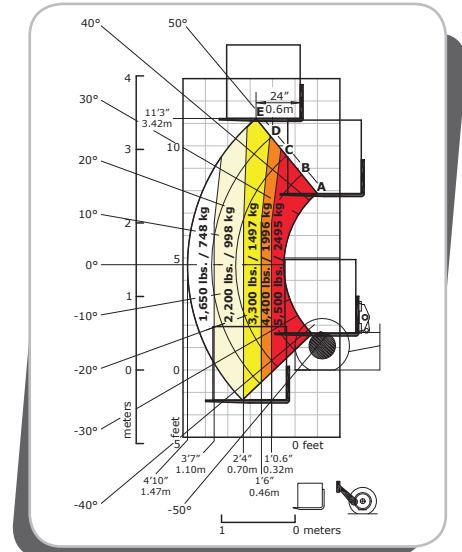 40°
50°
4
24”
0.6m
30°
11’3”
3.42m
E
D
10
C
3
B
20°
A
10°
2
1,650 lbs. / 748 kg
2,200 lbs. / 998 kg
3,300 lbs. / 1497 kg
4,400 lbs. / 1996 kg
5,500 lbs. / 2495 kg
0°
5
1
-10°
-20°
0
0
-30°
meters
feet
5
0 feet
3’7”
1.10m
2’4”
0.70m
1’0.6”
0.32m
4’10”
1.47m
1’6”
0.46m
-40°
-50°
1
0 meters